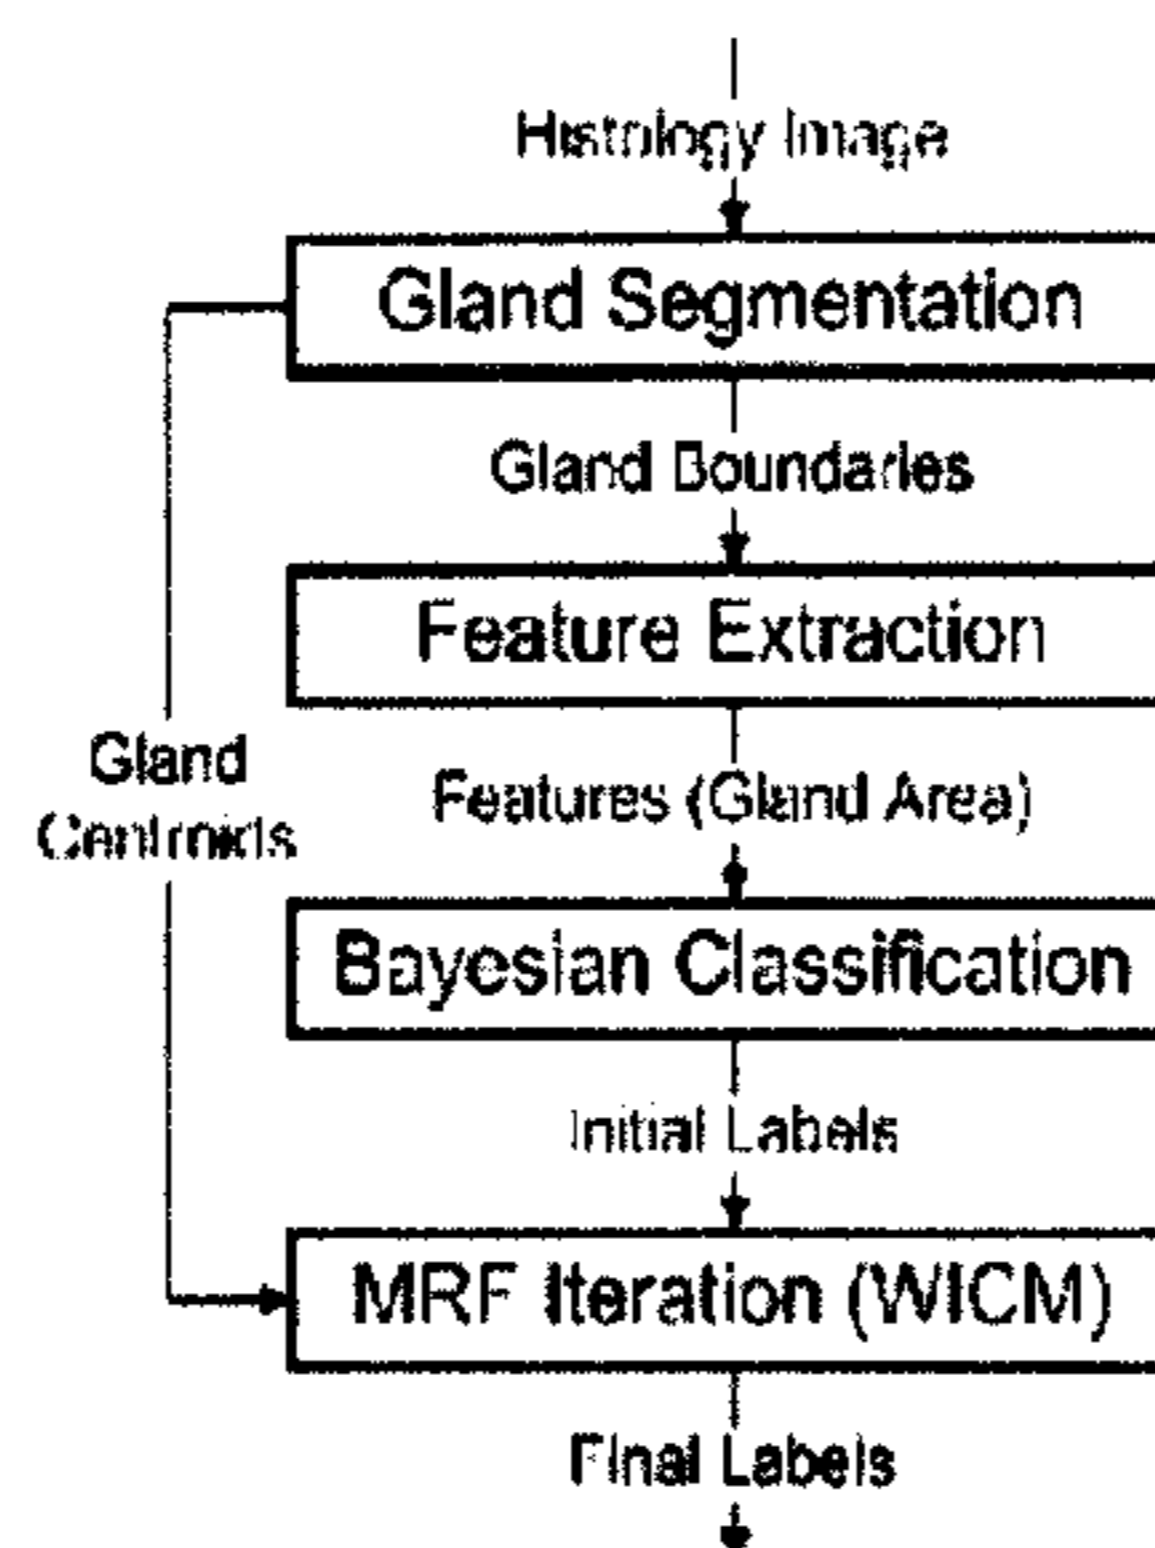 Histology Image
Gland Segmentation
Gland Boundaries
Feature Extraction
Gland
Centroids
Features (Gland Area)
Bayesian Classification
Initial Labels
MRF Iteration (WICM)
Final Labels